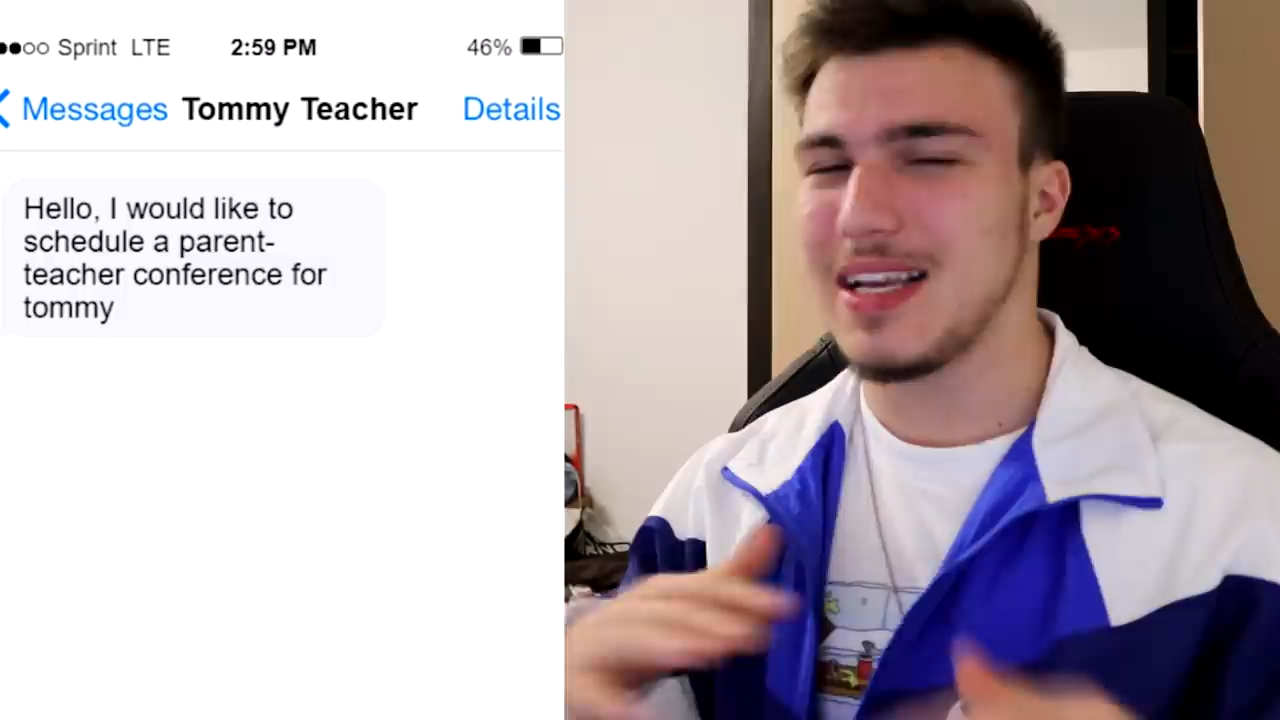 Sprint LTE 2:59 PM 46%
Messages Tommy Teacher Details
Hello, I would like to
schedule a parent-
teacher conference for
tommy